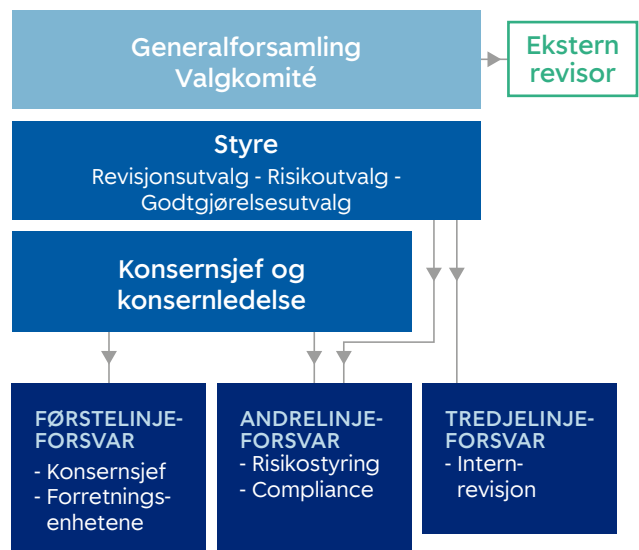 Generalforsamling
Valgkomité
Ekstern
revisor
Styre
Revisjonsutvalg - Risikoutvalg -
Godtgjørelsesutvalg
Konsernsjef og
konsernledelse
FØRSTELINJE-
FORSVAR
- Konsernsjef
- Forretnings-
enhetene
ANDRELINJE-
FORSVAR
- Risikostyring
- Compliance
TREDJELINJE-
FORSVAR
- Intern-
revisjon